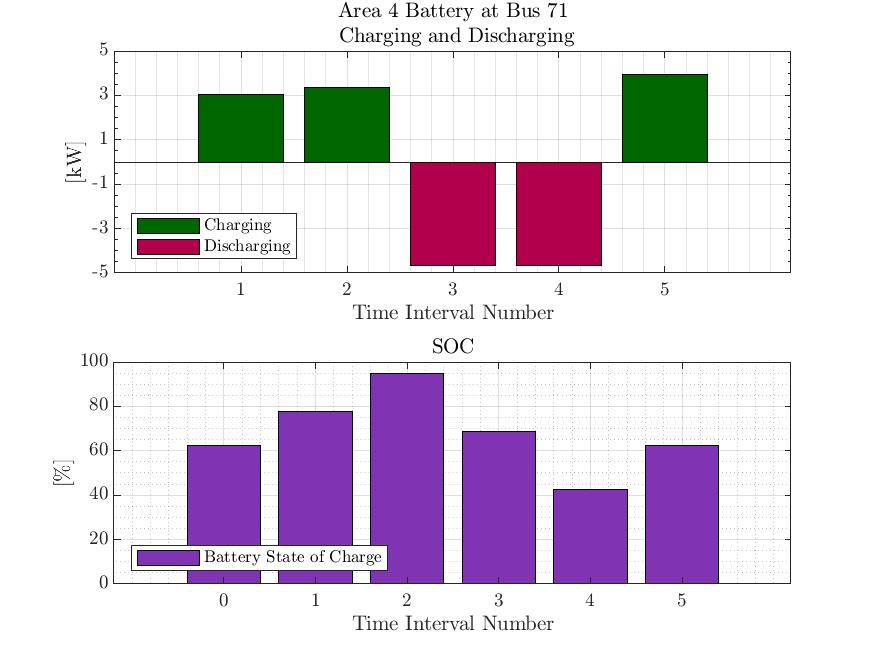 Area 4 Battery at Bus 71
Charging and Discharging
5
3
1
-1
-3
-5
[kW]
Charging
Discharging
1 2 3 4 5
Time Interval Number
SOC
100
80
60
40
20
0
[%]
Battery State of Charge
0 1 2 3 4 5
Time Interval Number